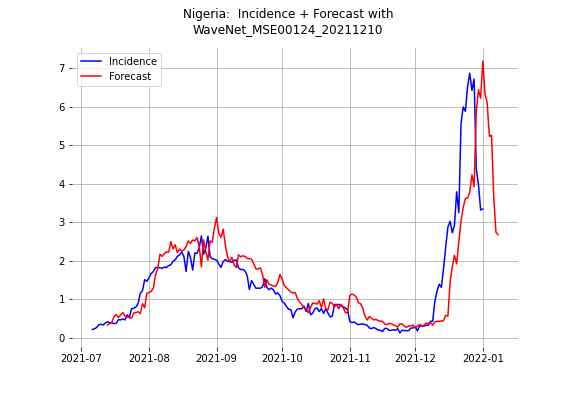 Nigeria:  Incidence + Forecast with
WaveNet_MSE00124_20211210
Incidence
Forecast
7
6
5
4
3
2
1
0
2021-07 2021-08 2021-09 2021-10 2021-11 2021-12 2022-01